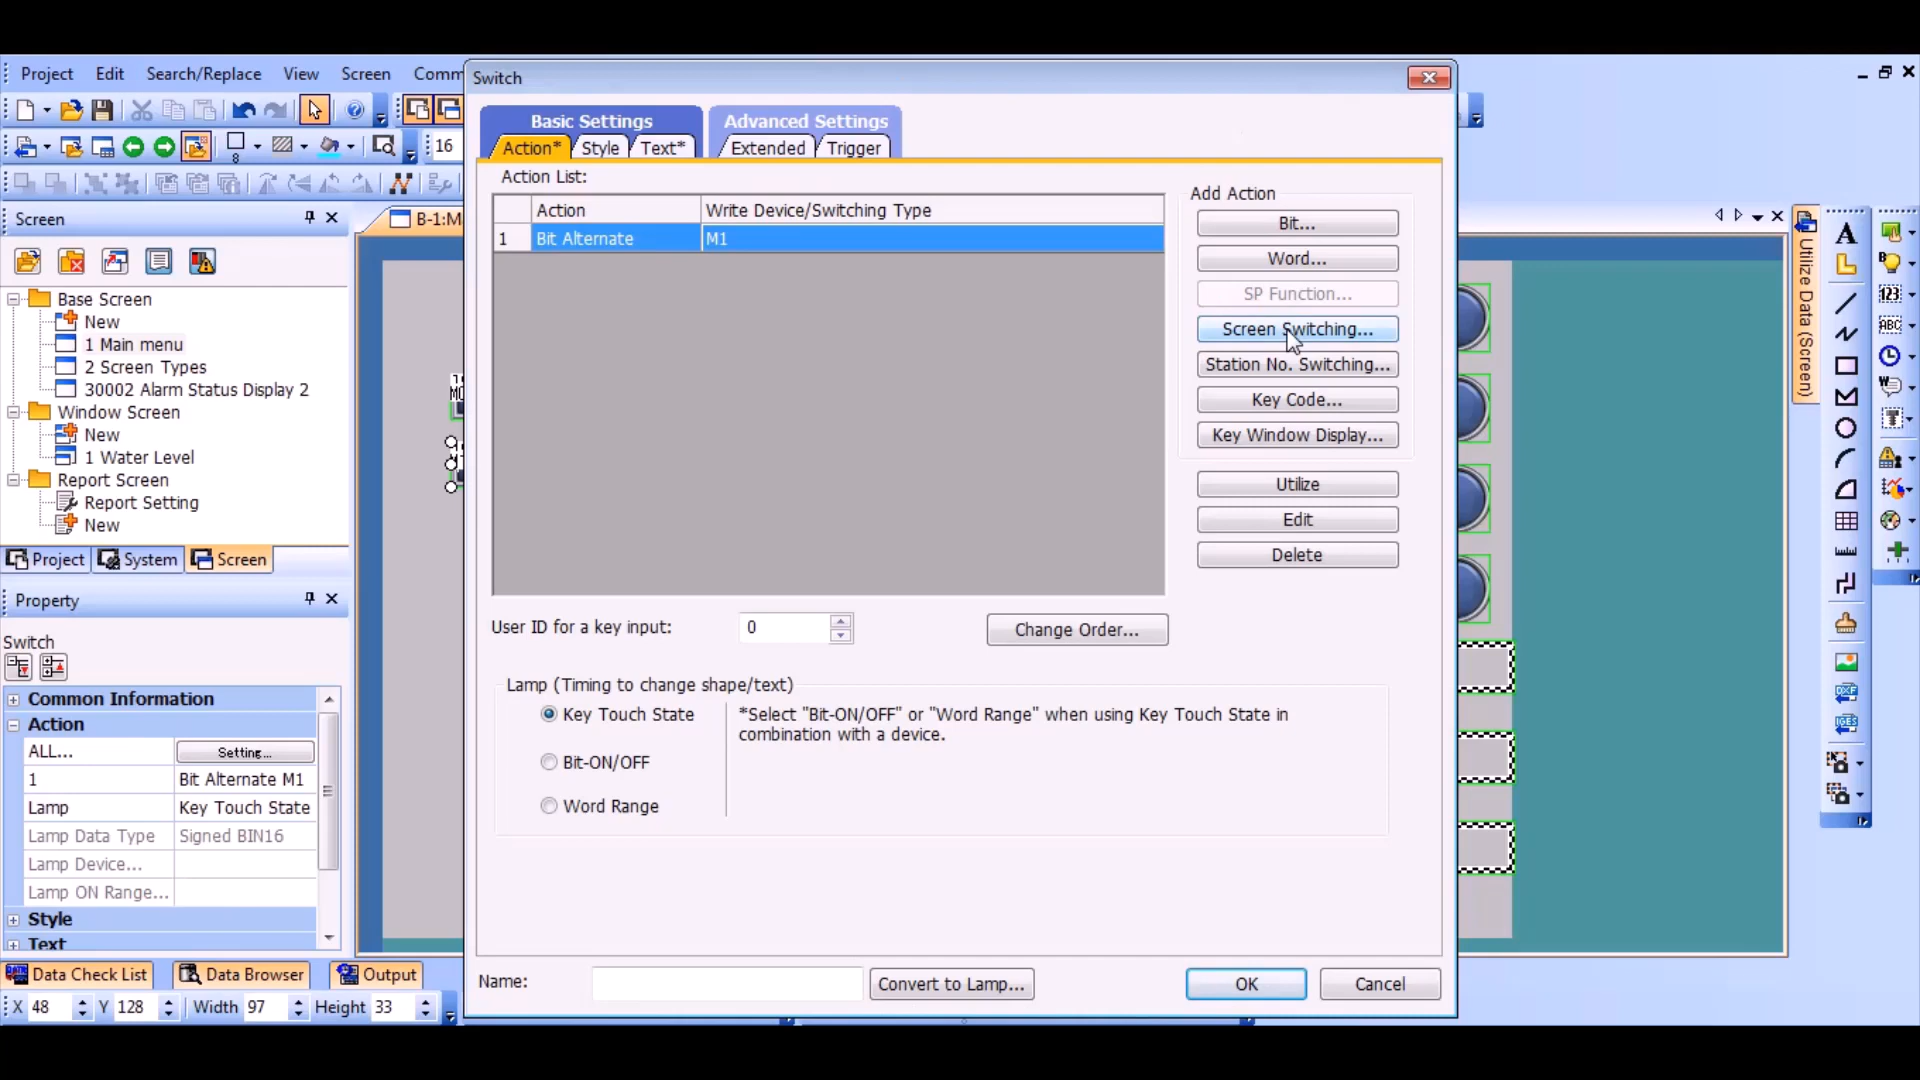 Project Edit Search/Replace View Screen Comm
Switch
Basic Settings
Advanced Settings
Action* Style Text* Extended Trigger
16
8
Action List:
Add Action
Action Write Device/Switching Type
1 Bit Alternate M1
Bit...
Word...
SP Function...
Screen Switching...
Station No. Switching...
Key Code...
Key Window Display...
Utilize
Edit
Delete
User ID for a key input: 0
Change Order...
Lamp (Timing to change shape/text)
Key Touch State
Bit-ON/OFF
Word Range
*Select "Bit-ON/OFF" or "Word Range" when using Key Touch State in
combination with a device.
Name:
Convert to Lamp...
OK
Cancel
Screen
B-1:M
Base Screen
New
1 Main menu
2 Screen Types
30002 Alarm Status Display 2
Window Screen
New
1 Water Level
Report Screen
Report Setting
New
Project System Screen
Property
Switch
Common Information
Action
ALL... Setting...
1 Bit Alternate M1
Lamp Key Touch State
Lamp Data Type Signed BIN16
Lamp Device...
Lamp ON Range...
Style
Text
Data Check List Data Browser Output
X 48 Y 128 Width 97 Height 33
Utilize Data (Screen)
A
123
ABC
DXF
IGES